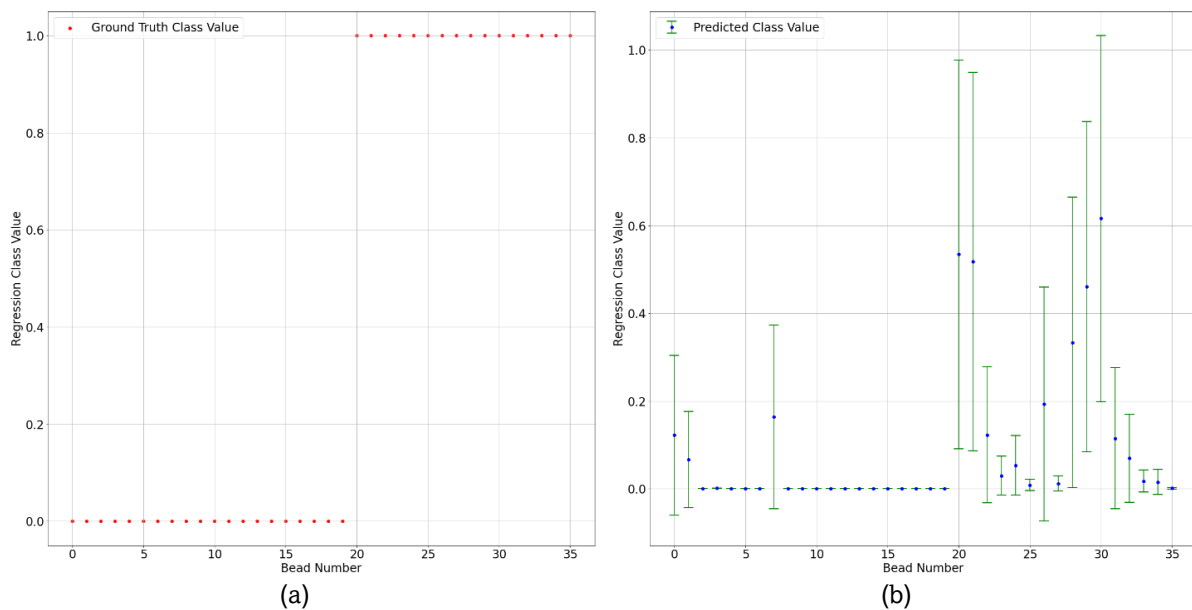 Ground Truth Class Value
1.0
0.8
0.6
0.4
0.2
0.0
Regression Class Value
0 5 10 15 20 25 30 35
Bead Number
(a)
Predicted Class Value
1.0
0.8
0.6
0.4
0.2
0.0
Regression Class Value
0 5 10 15 20 25 30 35
Bead Number
(b)